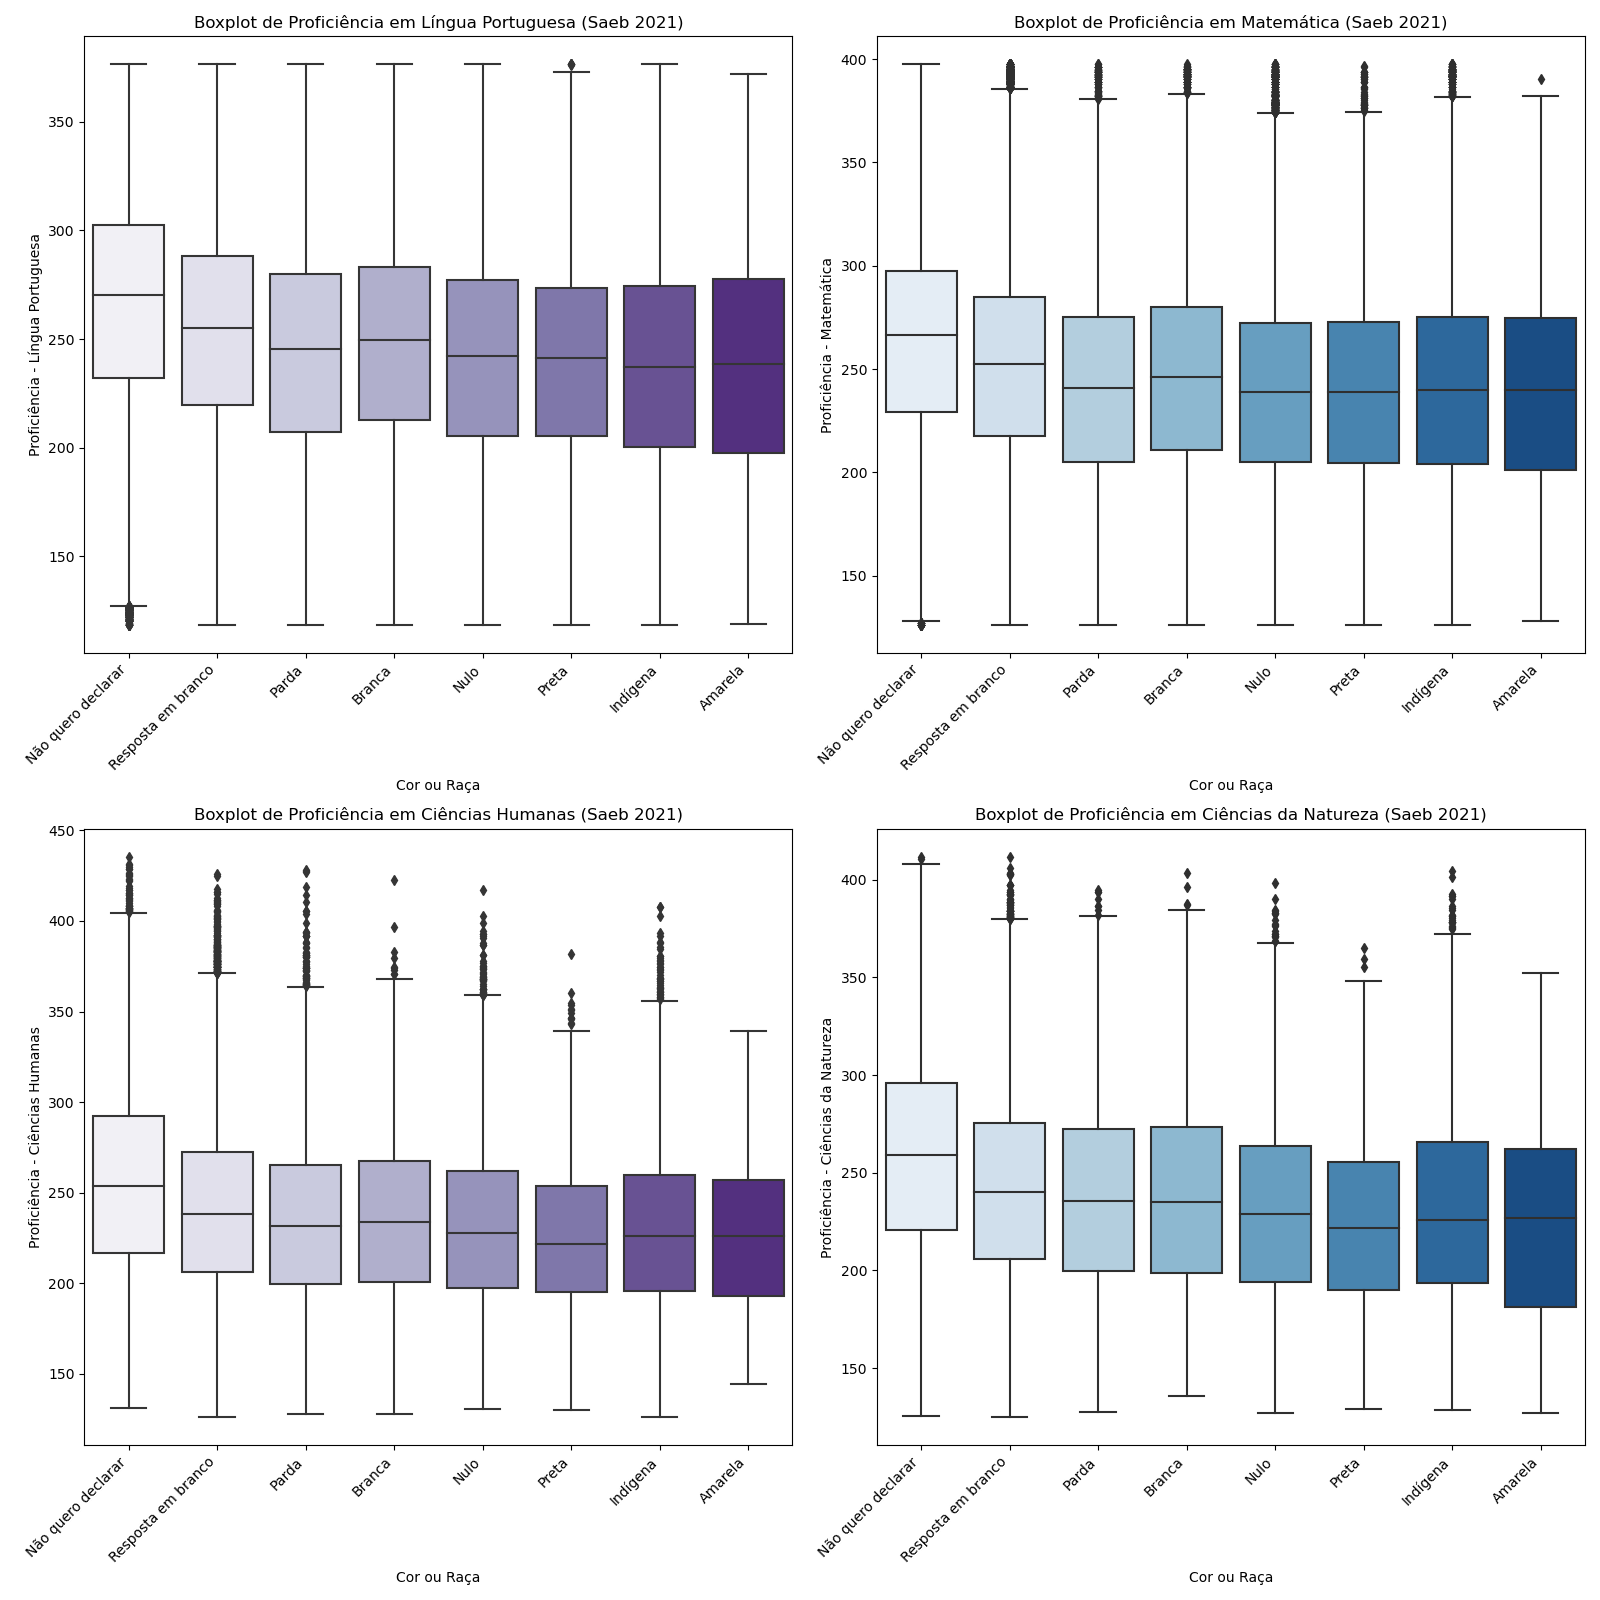 Boxplot de Proficiência em Língua Portuguesa (Saeb 2021)
Proficiência - Língua Portuguesa
350
300
250
200
150
Não quero declarar
Resposta em branco
Parda
Branca
Nulo
Preta
Indígena
Amarela
Cor ou Raça
Boxplot de Proficiência em Matemática (Saeb 2021)
Proficiência - Matemática
400
350
300
250
200
150
Não quero declarar
Resposta em branco
Parda
Branca
Nulo
Preta
Indígena
Amarela
Cor ou Raça
Boxplot de Proficiência em Ciências Humanas (Saeb 2021)
Proficiência - Ciências Humanas
450
400
350
300
250
200
150
Não quero declarar
Resposta em branco
Parda
Branca
Nulo
Preta
Indígena
Amarela
Cor ou Raça
Boxplot de Proficiência em Ciências da Natureza (Saeb 2021)
Proficiência - Ciências da Natureza
400
350
300
250
200
150
Não quero declarar
Resposta em branco
Parda
Branca
Nulo
Preta
Indígena
Amarela
Cor ou Raça